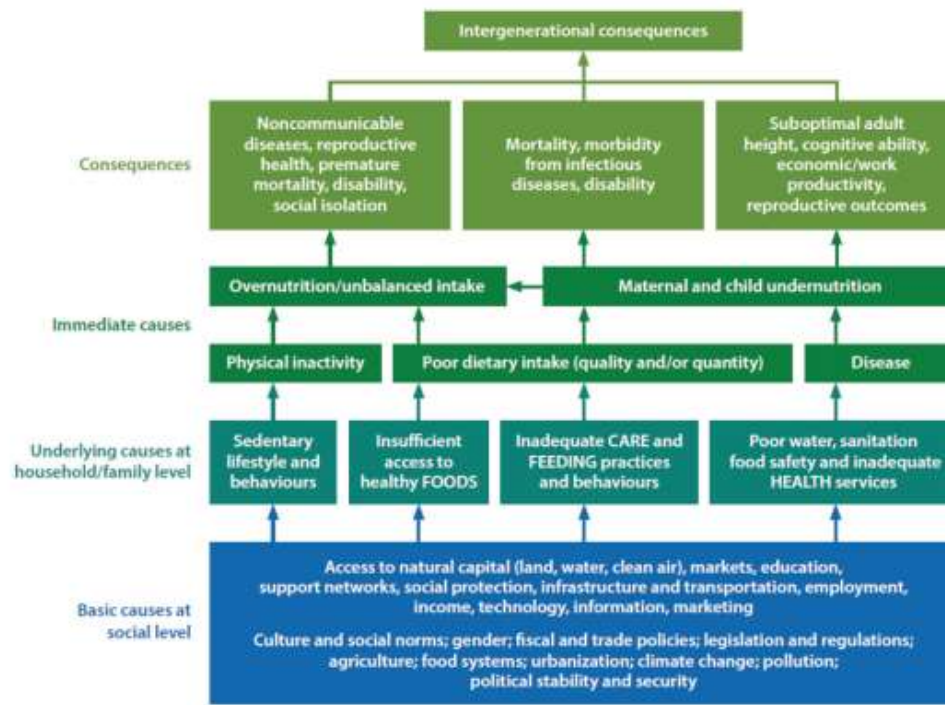 Intergenerational consequences
Consequences
Noncommunicable
diseases, reproductive
health, premature
mortality, disability,
social isolation
Mortality, morbidity
from infectious
diseases, disability
Suboptimal adult
height, cognitive ability,
economic/work
productivity,
reproductive outcomes
Immediate causes
Overnutrition/unbalanced intake
Maternal and child undernutrition
Physical inactivity
Poor dietary intake (quality and/or quantity)
Disease
Underlying causes at
household/family level
Sedentary
lifestyle and
behaviours
Insufficient
access to
healthy FOODS
Inadequate CARE and
FEEDING practices
and behaviours
Poor water, sanitation
food safety and inadequate
HEALTH services
Basic causes at
social level
Access to natural capital (land, water, clean air), markets, education,
support networks, social protection, infrastructure and transportation, employment,
income, technology, information, marketing
Culture and social norms; gender; fiscal and trade policies; legislation and regulations;
agriculture; food systems; urbanization; climate change; pollution;
political stability and security